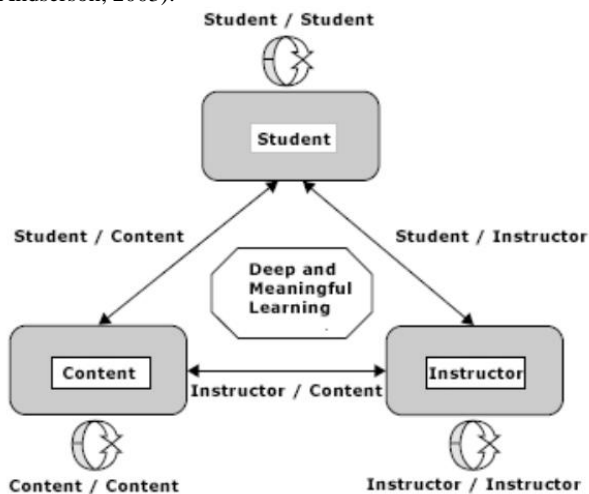 2003).
Student / Student
Student
Student / Content
Student / Instructor
Deep and
Meaningful
Learning
Content
Instructor
Instructor / Content
Content / Content
Instructor / Instructor